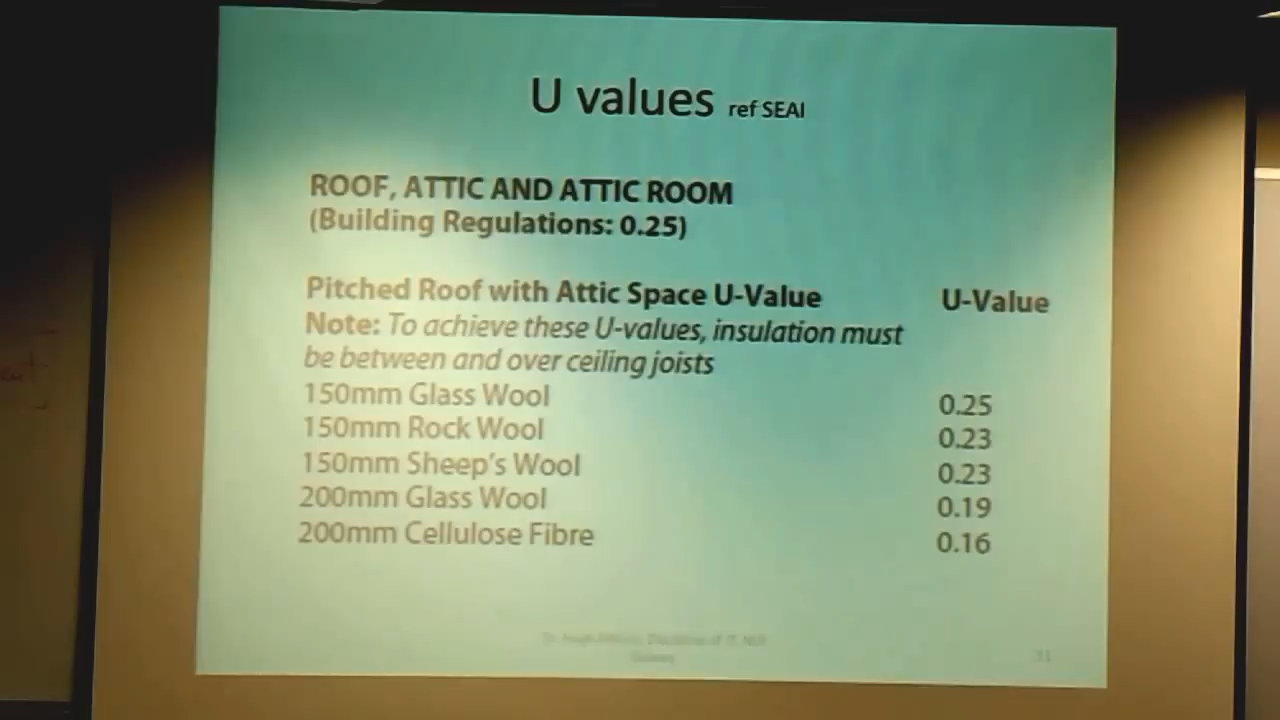 U values ref SEAI
ROOF, ATTIC AND ATTIC ROOM
(Building Regulations: 0.25)
Pitched Roof with Attic Space U-Value U-Value
Note: To achieve these U-values, insulation must
be between and over ceiling joists
150mm Glass Wool 0.25
150mm Rock Wool 0.23
150mm Sheep's Wool 0.23
200mm Glass Wool 0.19
200mm Cellulose Fibre 0.16